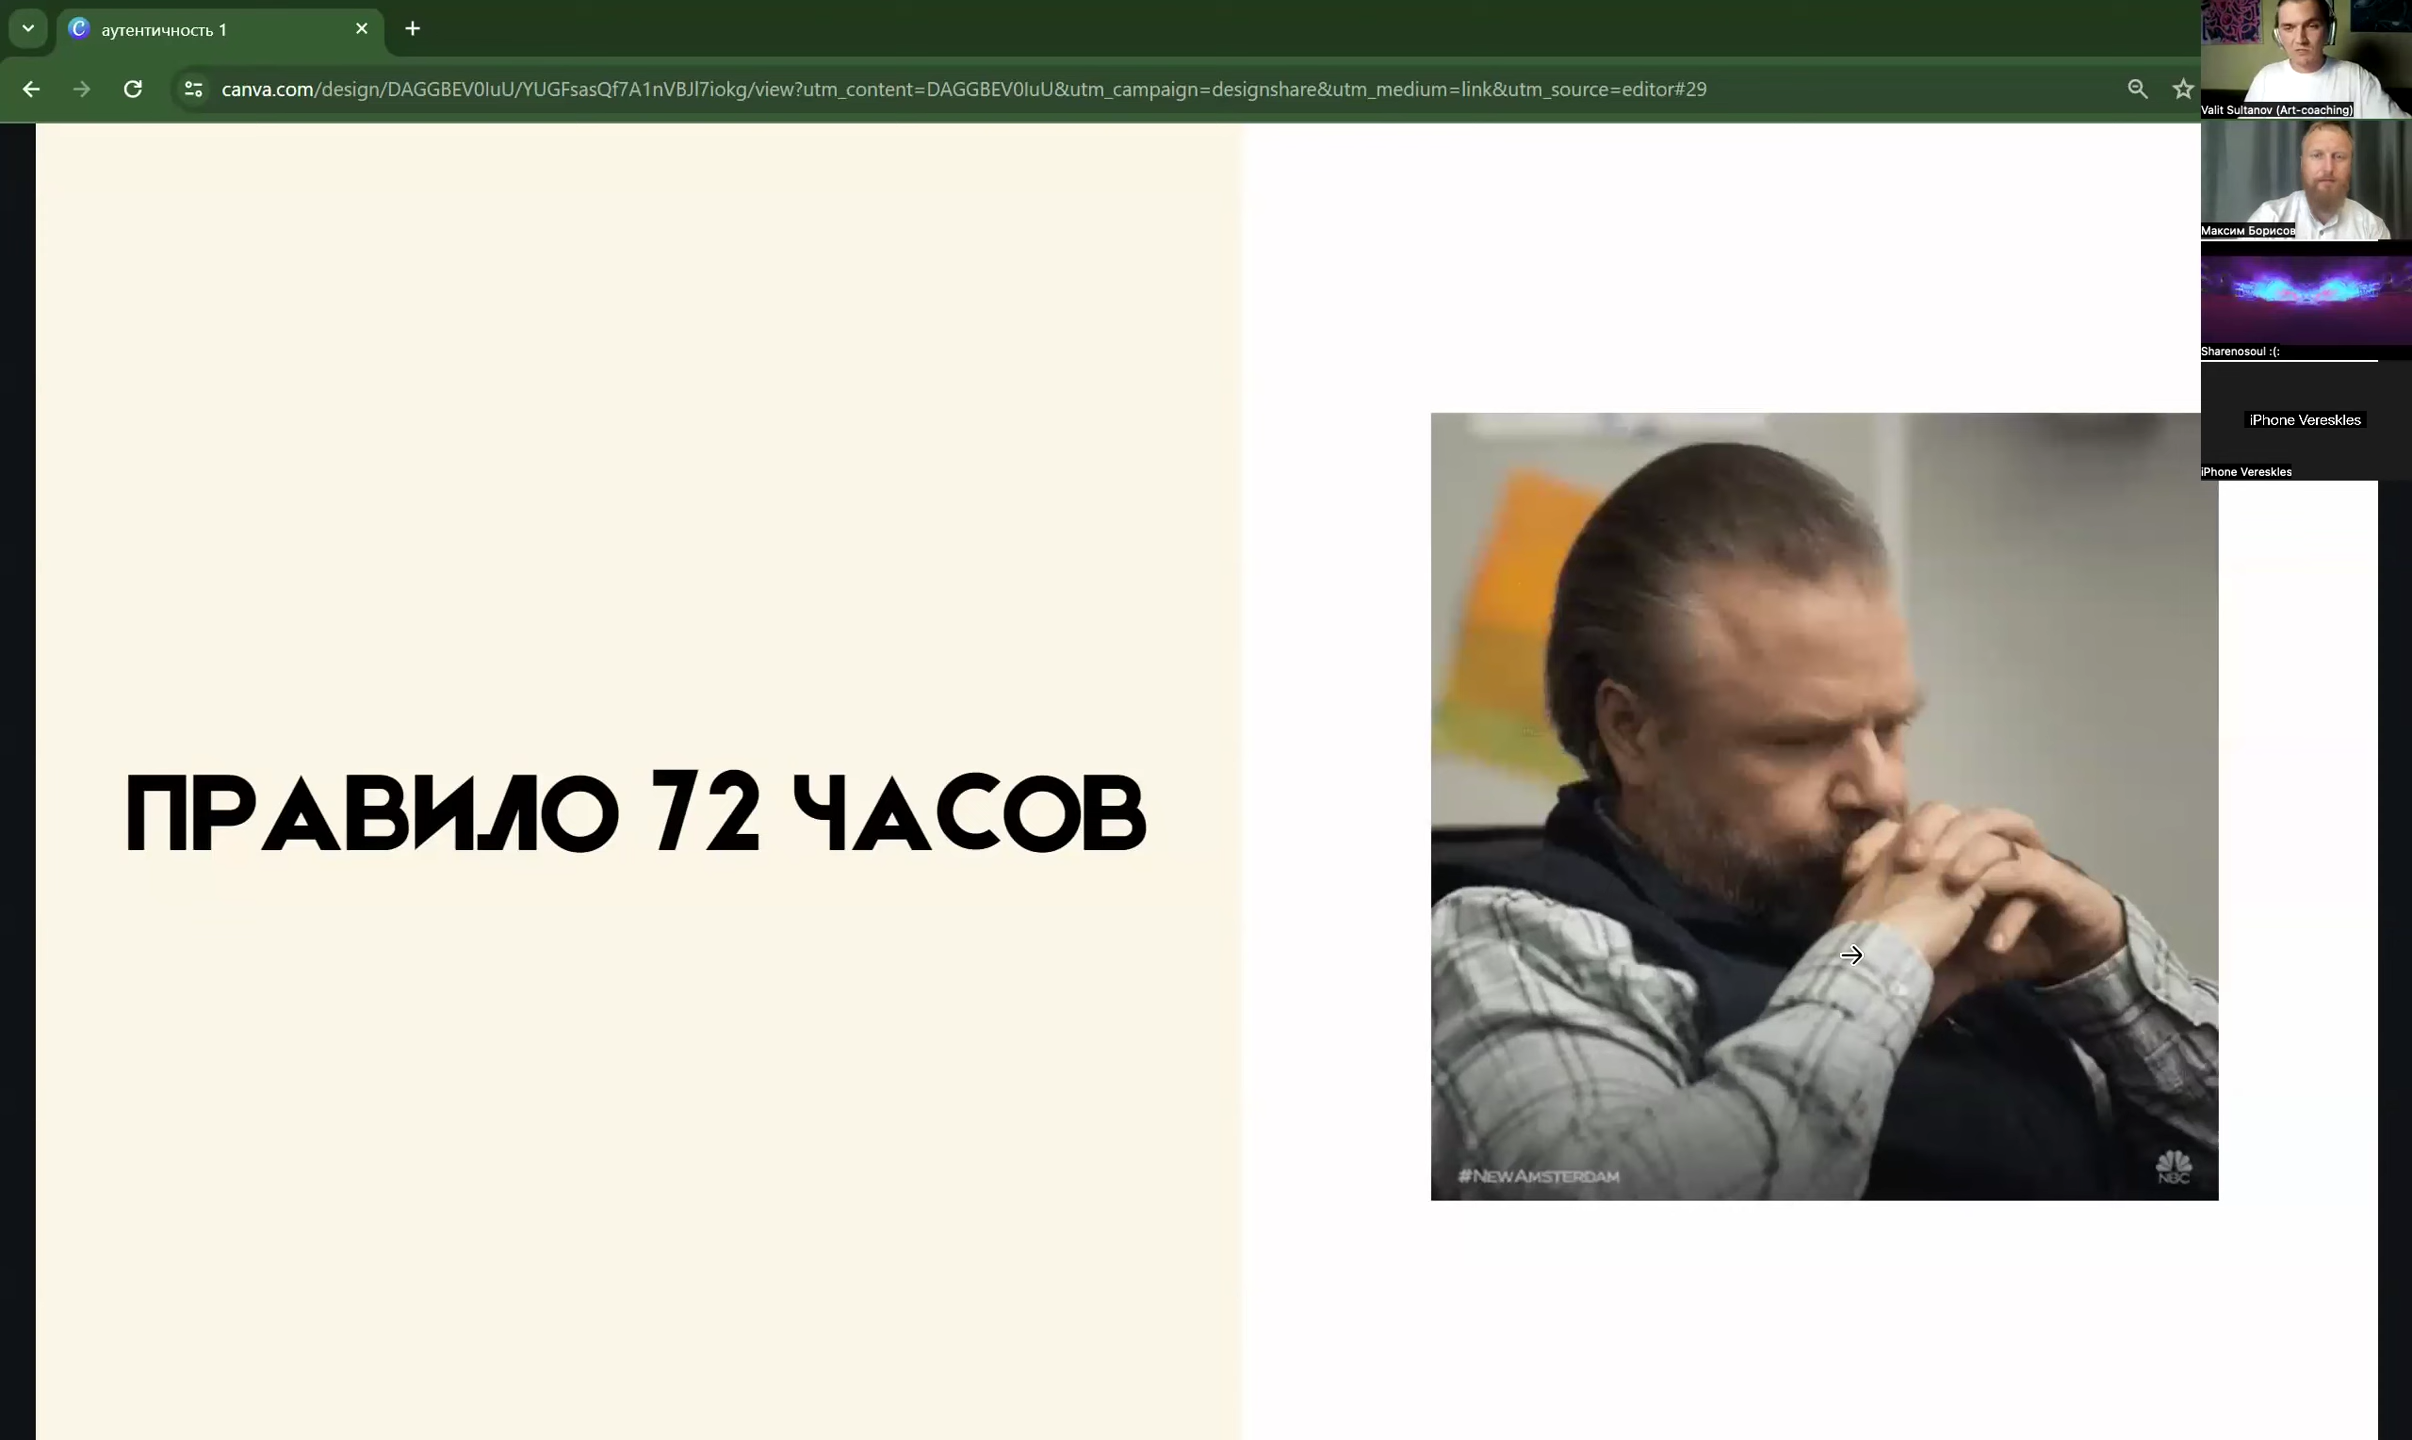 аутентичность 1
canva.com/design/DAGGBEV0IuU/YUGFsasQf7A1nVBJl7iokg/view?utm_content=DAGGBEV0IuU&utm_campaign=designshare&utm_medium=link&utm_source=editor#29
Valit Sultanov (Art-coaching)
Максим Борисов
Sharenosoul :(:
iPhone Vereskles
iPhone Vereskles
ПРАВИЛО 72 ЧАСОВ
#NEWAMSTERDAM
NBC